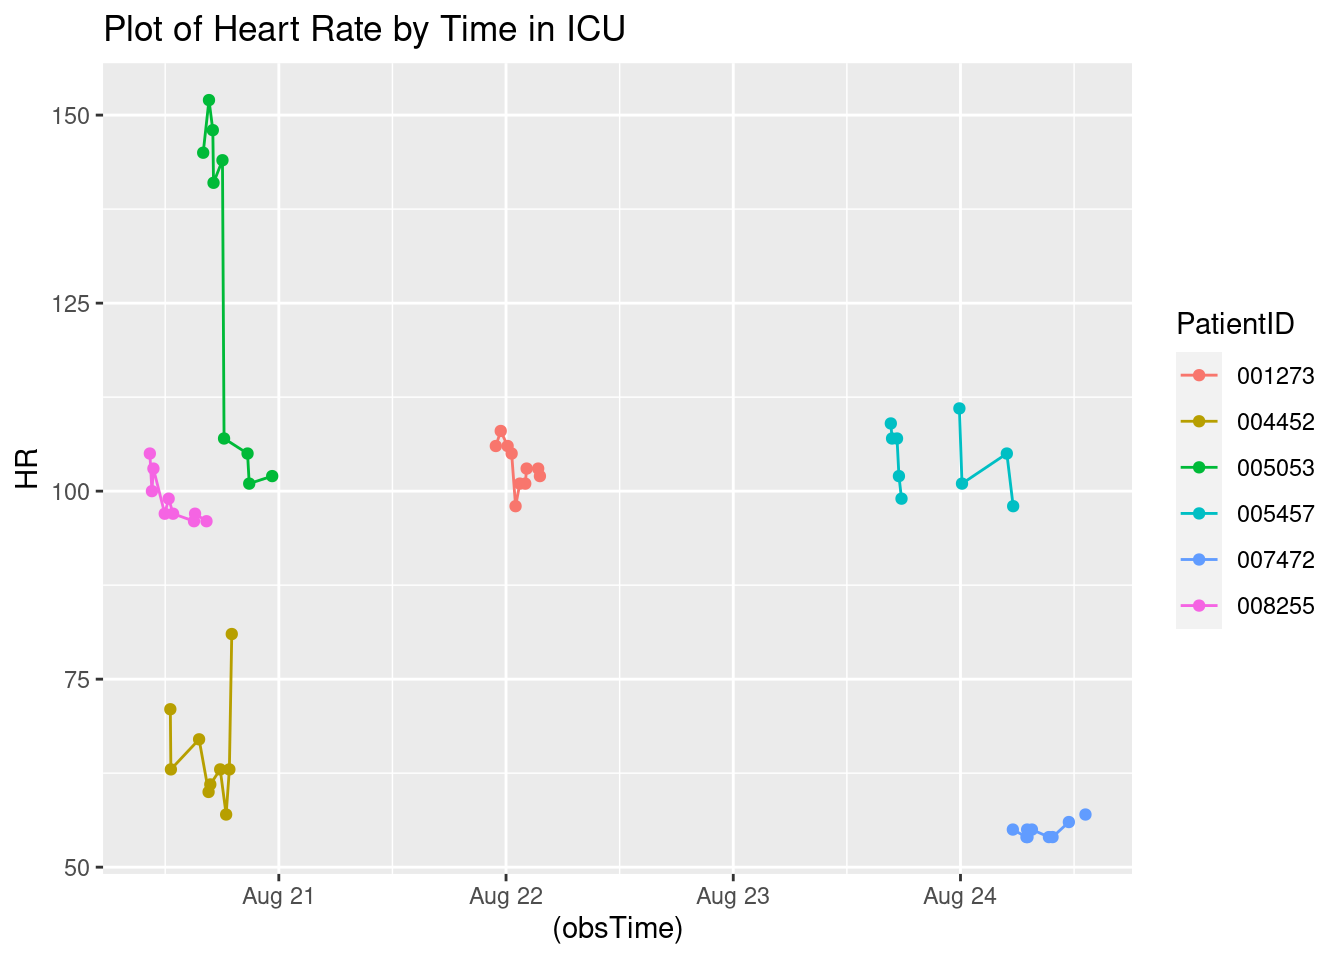 Plot of Heart Rate by Time in ICU
150
125
100
75
50
HR
Aug 21 Aug 22 Aug 23 Aug 24
(obsTime)
PatientID
001273
004452
005053
005457
007472
008255